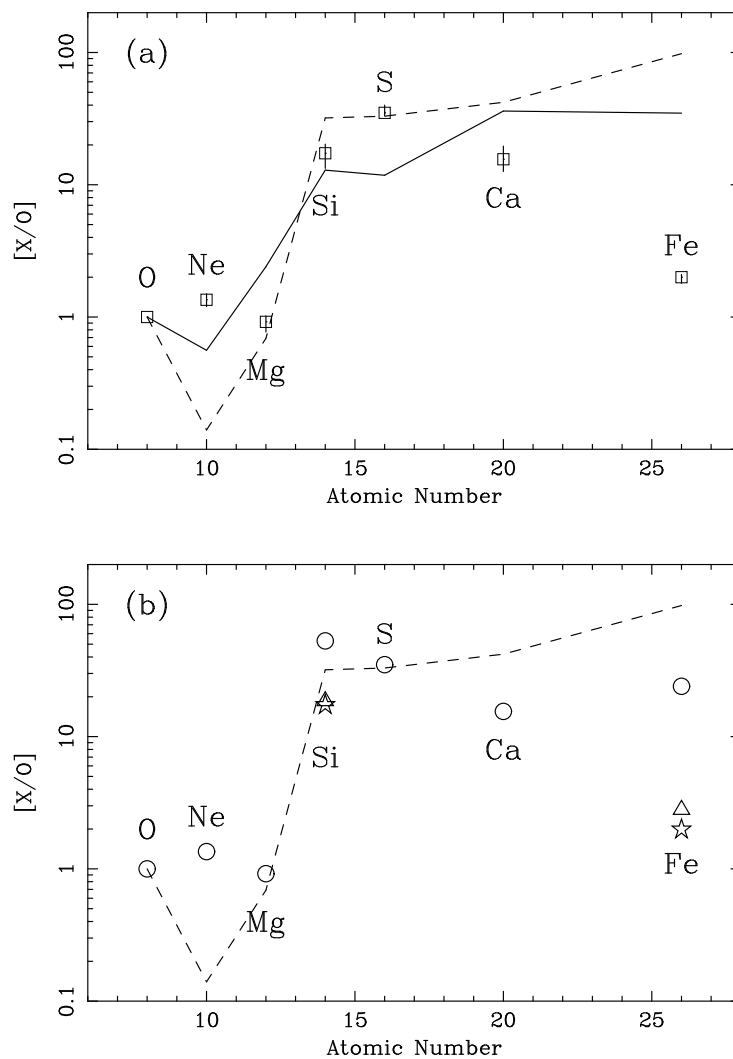 (a)
100
S
10
Si
Ca
[X/O]
O
Ne
Fe
1
Mg
0.1
10
15
20
25
Atomic Number
(b)
100
S
10
Si
Ca
[X/O]
O
Ne
Fe
1
Mg
0.1
10
15
20
25
Atomic Number